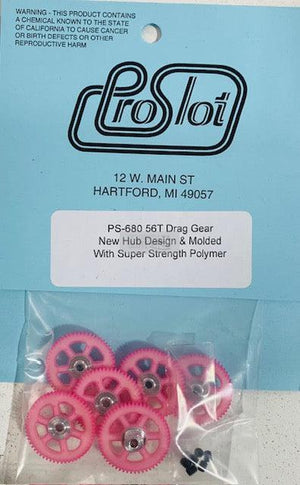 WARNING - THIS PRODUCT CONTAINS
A CHEMICAL KNOWN TO THE STATE
OF CALIFORNIA TO CAUSE CANCER
OR BIRTH DEFECTS OR OTHER
REPRODUCTIVE HARM
ProSlot
12 W. MAIN ST
HARTFORD, MI 49057
PS-680 56T Drag Gear
New Hub Design & Molded
With Super Strength Polymer